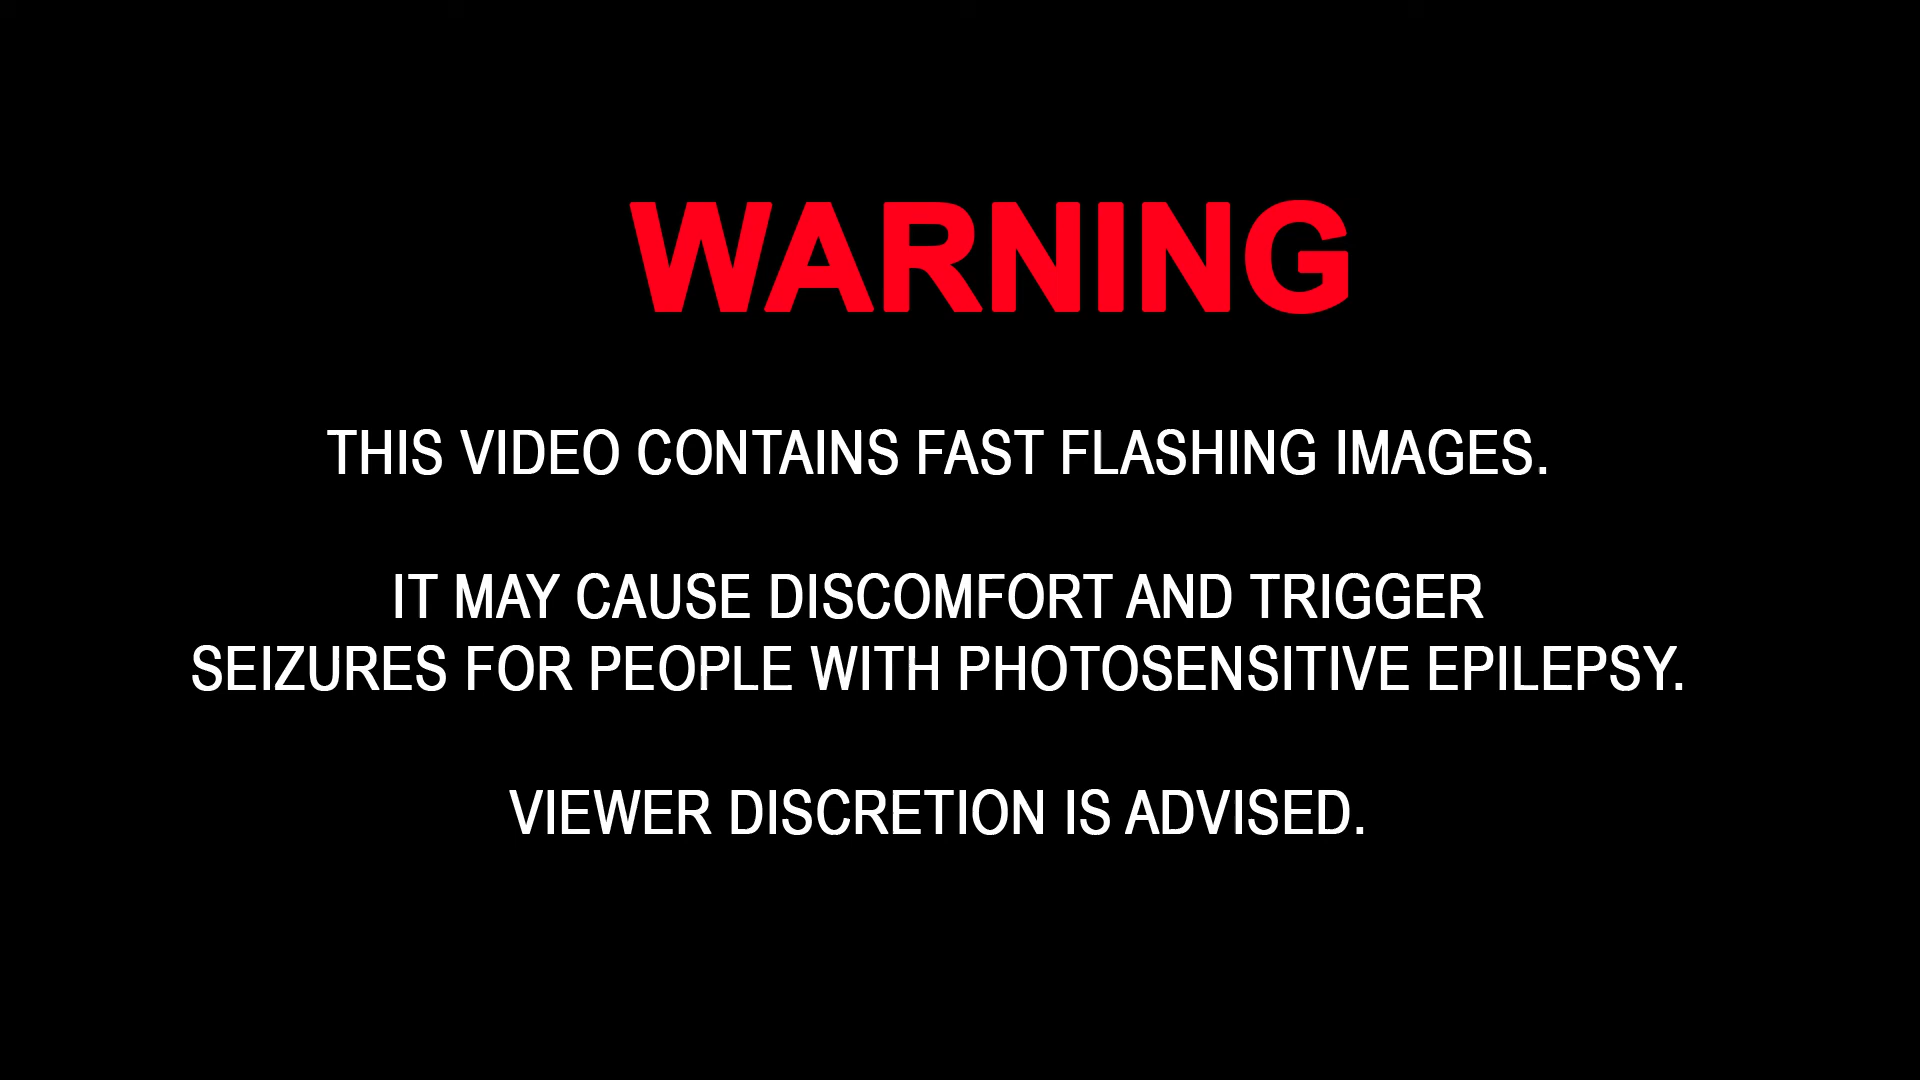 WARNING
THIS VIDEO CONTAINS FAST FLASHING IMAGES.
IT MAY CAUSE DISCOMFORT AND TRIGGER
SEIZURES FOR PEOPLE WITH PHOTOSENSITIVE EPILEPSY.
VIEWER DISCRETION IS ADVISED.